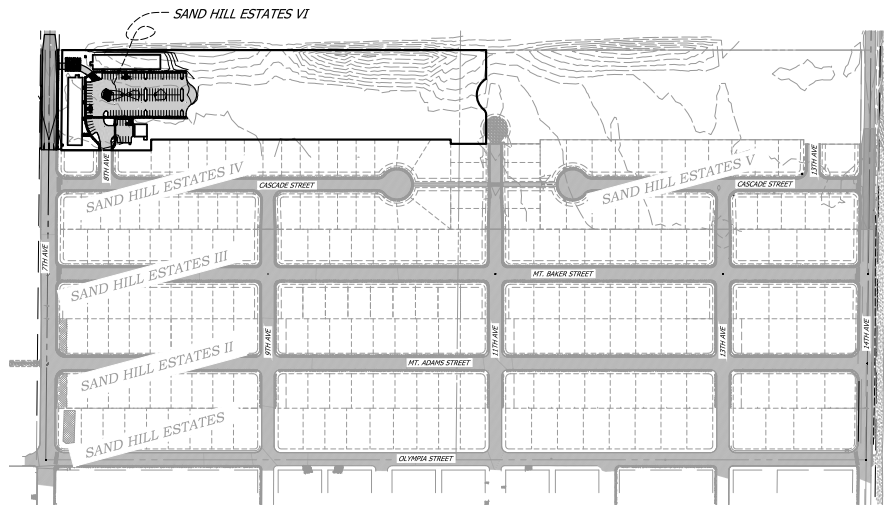 SAND HILL ESTATES VI
8TH AVE
13TH AVE
SAND HILL ESTATES IV
CASCADE STREET
SAND HILL ESTATES V
CASCADE STREET
7TH AVE
SAND HILL ESTATES III
MT. BAKER STREET
9TH AVE
11TH AVE
13TH AVE
14TH AVE
SAND HILL ESTATES II
MT. ADAMS STREET
SAND HILL ESTATES
OLYMPIA STREET